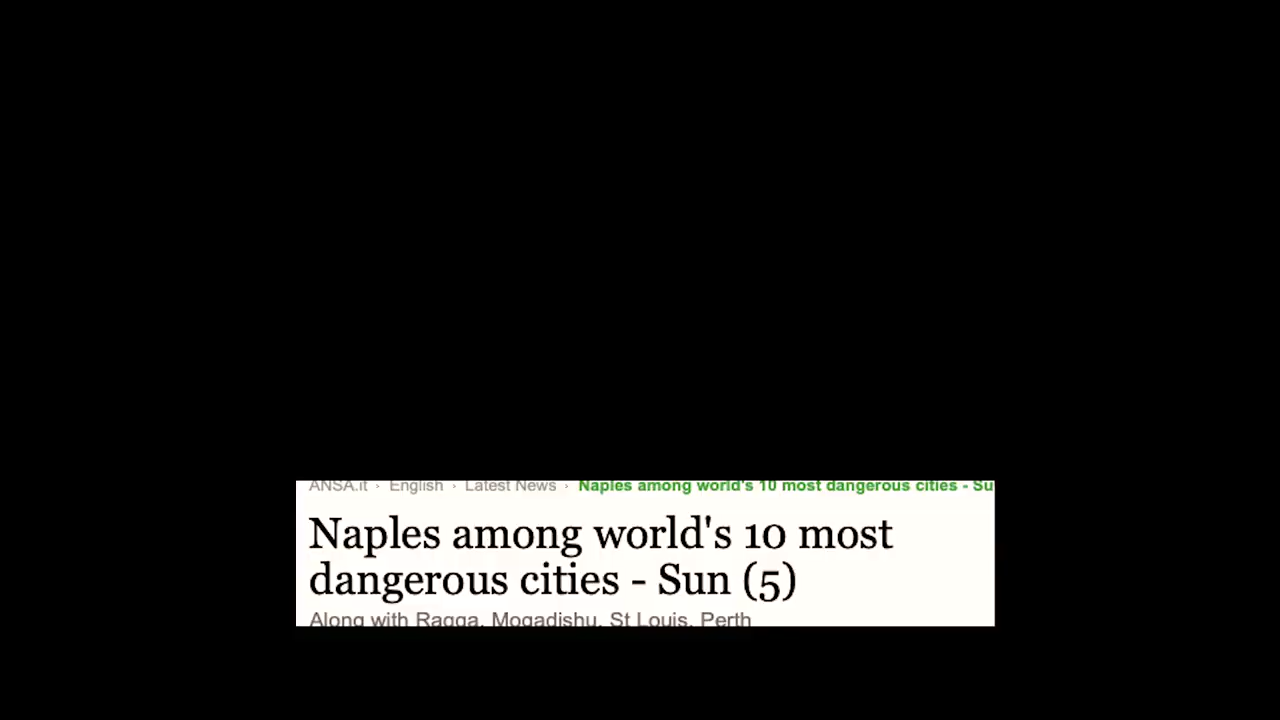 ANSA.it › English › Latest News › Naples among world's 10 most dangerous cities - Su
Naples among world's 10 most
dangerous cities - Sun (5)
Along with Raqqa, Mogadishu, St Louis, Perth